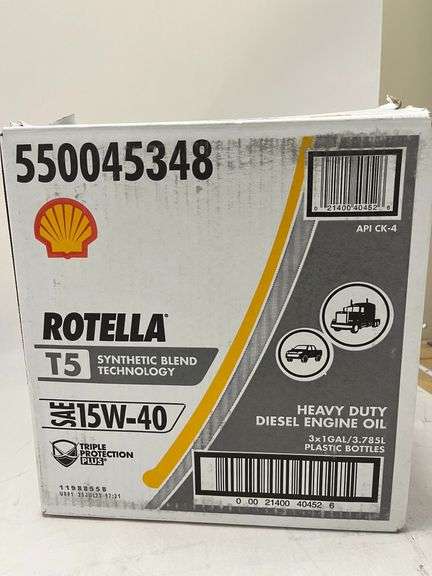 550045348
0 21400 40452 6
API CK-4
ROTELLA®
T5 SYNTHETIC BLEND
TECHNOLOGY
SAE 15W-40
TRIPLE
PROTECTION
PLUS
HEAVY DUTY
DIESEL ENGINE OIL
3x1GAL/3.785L
PLASTIC BOTTLES
0 00 21400 40452 6